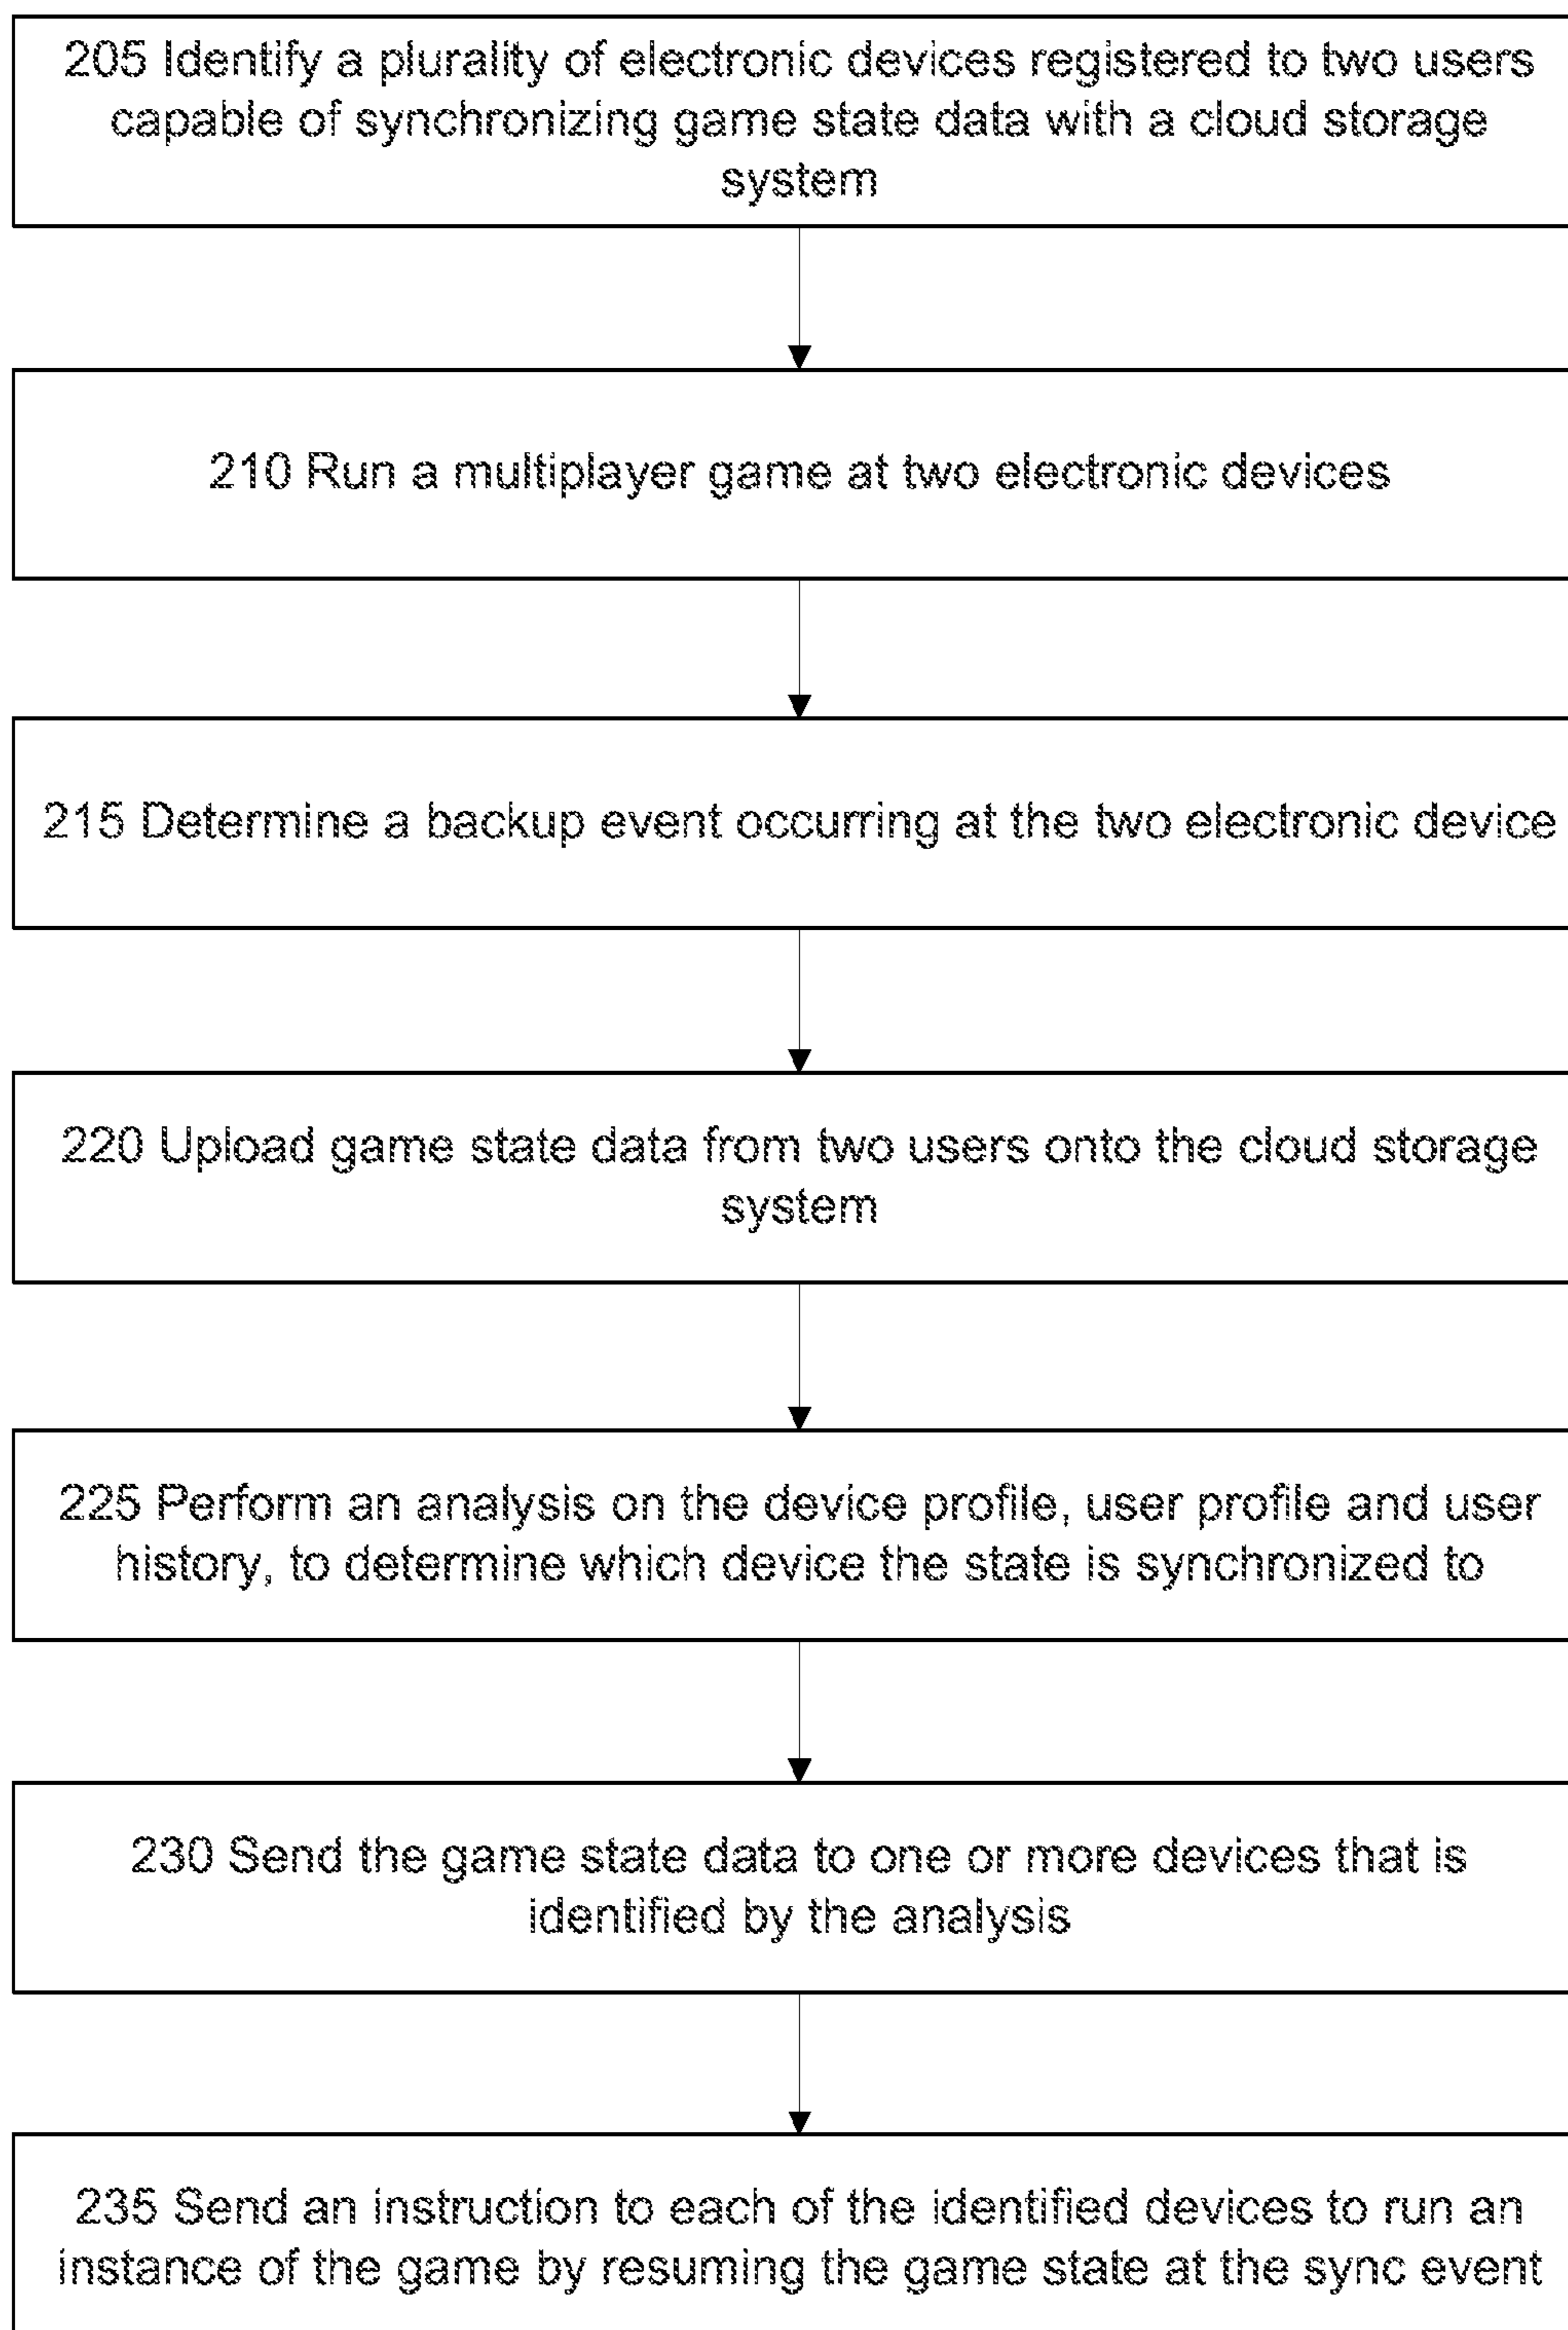 205 Identify a plurality of electronic devices registered to two users
capable of synchronizing game state data with a cloud storage
system
210 Run a multiplayer game at two electronic devices
215 Determine a backup event occurring at the two electronic device
220 Upload game state data from two users onto the cloud storage
system
225 Perform an analysis on the device profile, user profile and user
history, to determine which device the state is synchronized to
230 Send the game state data to one or more devices that is
identified by the analysis
235 Send an instruction to each of the identified devices to run an
instance of the game by resuming the game state at the sync event